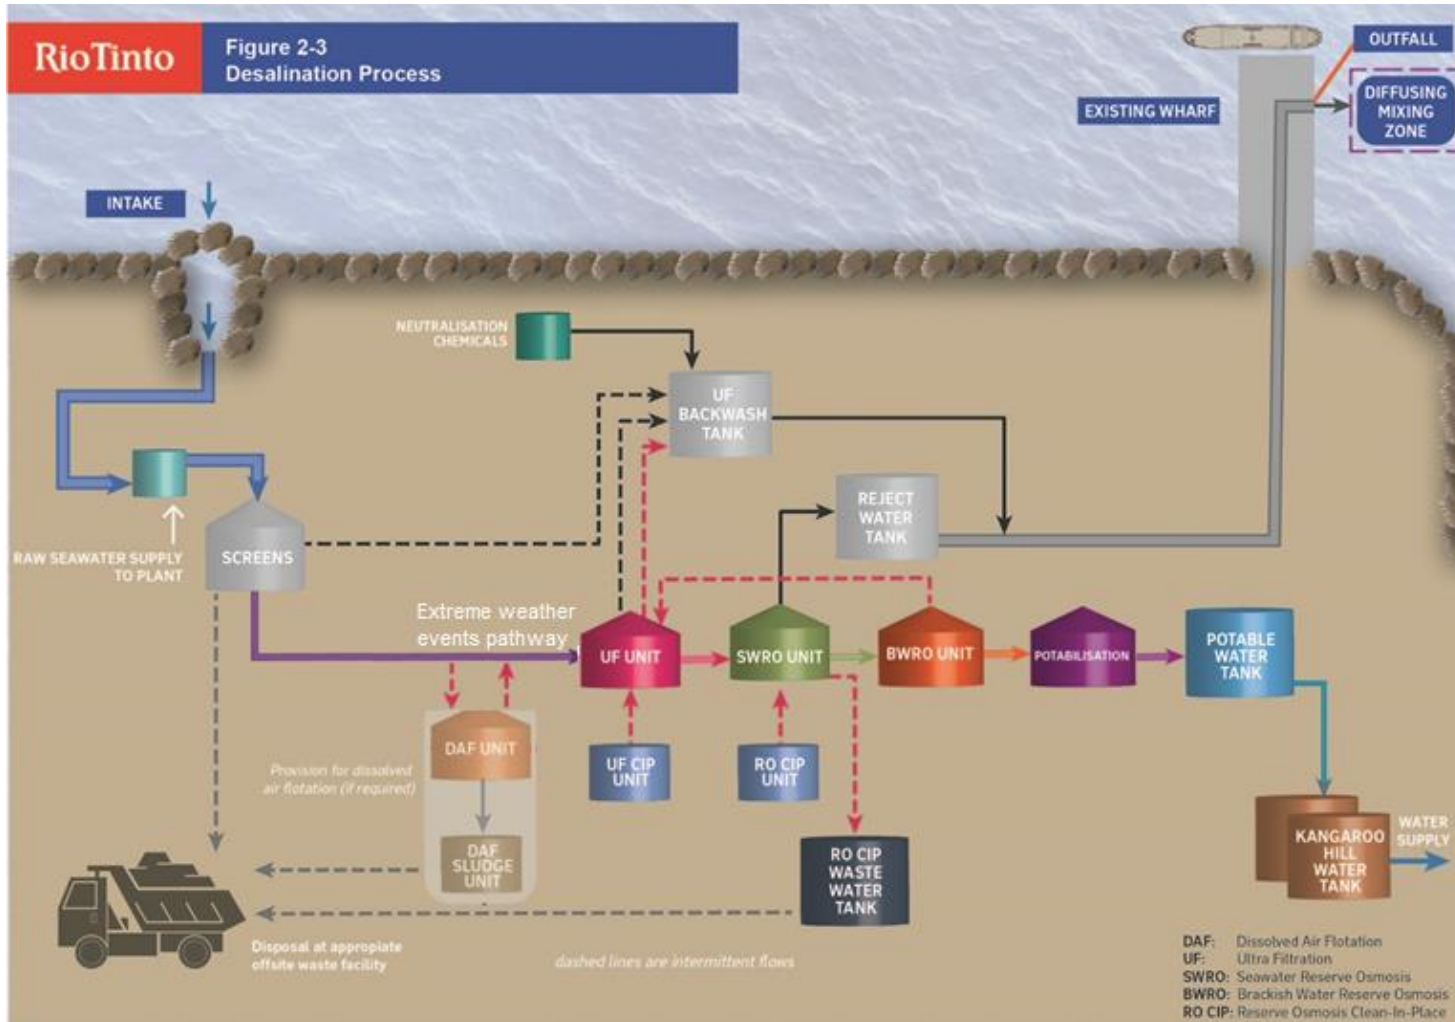 RioTinto
Figure 2-3
Desalination Process
OUTFALL
DIFFUSING
MIXING
ZONE
EXISTING WHARF
INTAKE
NEUTRALISATION
CHEMICALS
UF
BACKWASH
TANK
REJECT
WATER
TANK
RAW SEAWATER SUPPLY
TO PLANT
SCREENS
Extreme weather
events pathway
UF UNIT
SWRO UNIT
BWRO UNIT
POTABILISATION
POTABLE
WATER
TANK
DAF UNIT
Provision for dissolved
air flotation (if required)
UF CIP
UNIT
RO CIP
UNIT
DAF
SLUDGE
UNIT
RO CIP
WASTE
WATER
TANK
KANGAROO
HILL
WATER
TANK
WATER
SUPPLY
Disposal at appropiate
offsite waste facility
dashed lines are intermittent flows
DAF: Dissolved Air Flotation
UF: Ultra Filtration
SWRO: Seawater Reserve Osmosis
BWRO: Brackish Water Reserve Osmosis
RO CIP: Reserve Osmosis Clean-In-Place